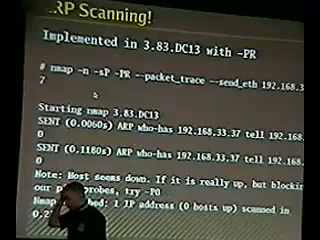 ARP Scanning!
Implemented in 3.83.DC13 with -PR
# nmap -n -sP -PR --packet_trace --send_eth 192.168.3
7
Starting nmap 3.83.DC13
SENT (0.0060s) ARP who-has 192.168.33.37 tell 192.168.
0
SENT (0.1180s) ARP who-has 192.168.33.37 tell 192.168.
0
Note: Host seems down. If it is really up, but blockin
our probes, try -P0
Nmap hed: 1 IP address (0 hosts up) scanned in
0.2